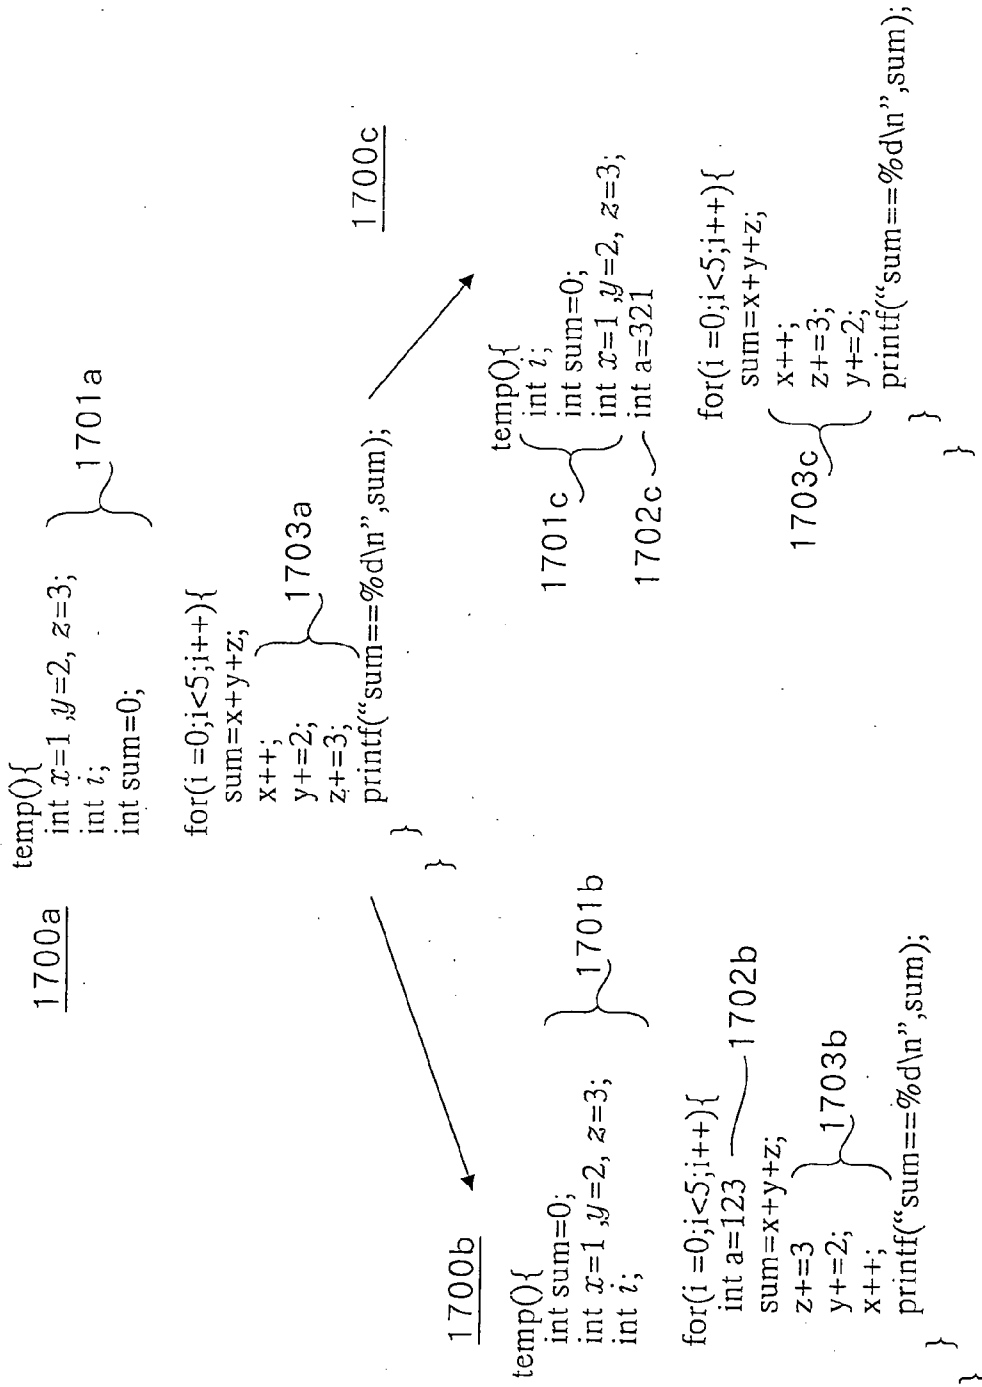 1700a
temp(){
int x=1 ,y=2, z=3;
int i;
int sum=0;
1701a
for(i =0;i<5;i++){
sum=x+y+z;
x++;
y+=2;
z+=3;
1703a
printf(“sum==%d\n”,sum);
}
}
1700b
temp(){
int sum=0;
int x=1 ,y=2, z=3;
int i;
1701b
for(i =0;i<5;i++){
int a=123
1702b
sum=x+y+z;
z+=3
y+=2;
x++;
1703b
printf(“sum==%d\n”,sum);
}
}
1700c
temp(){
int i;
int sum=0;
int x=1 ,y=2, z=3;
1701c
int a=321
1702c
for(i =0;i<5;i++){
sum=x+y+z;
x++;
z+=3;
y+=2;
1703c
printf(“sum==%d\n”,sum);
}
}